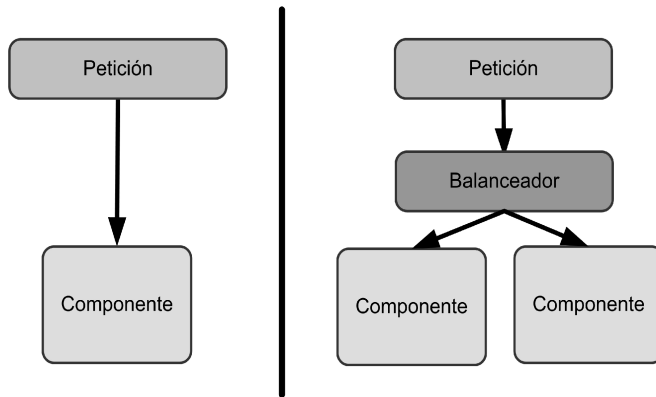 Petición
Componente
Petición
Balanceador
Componente
Componente